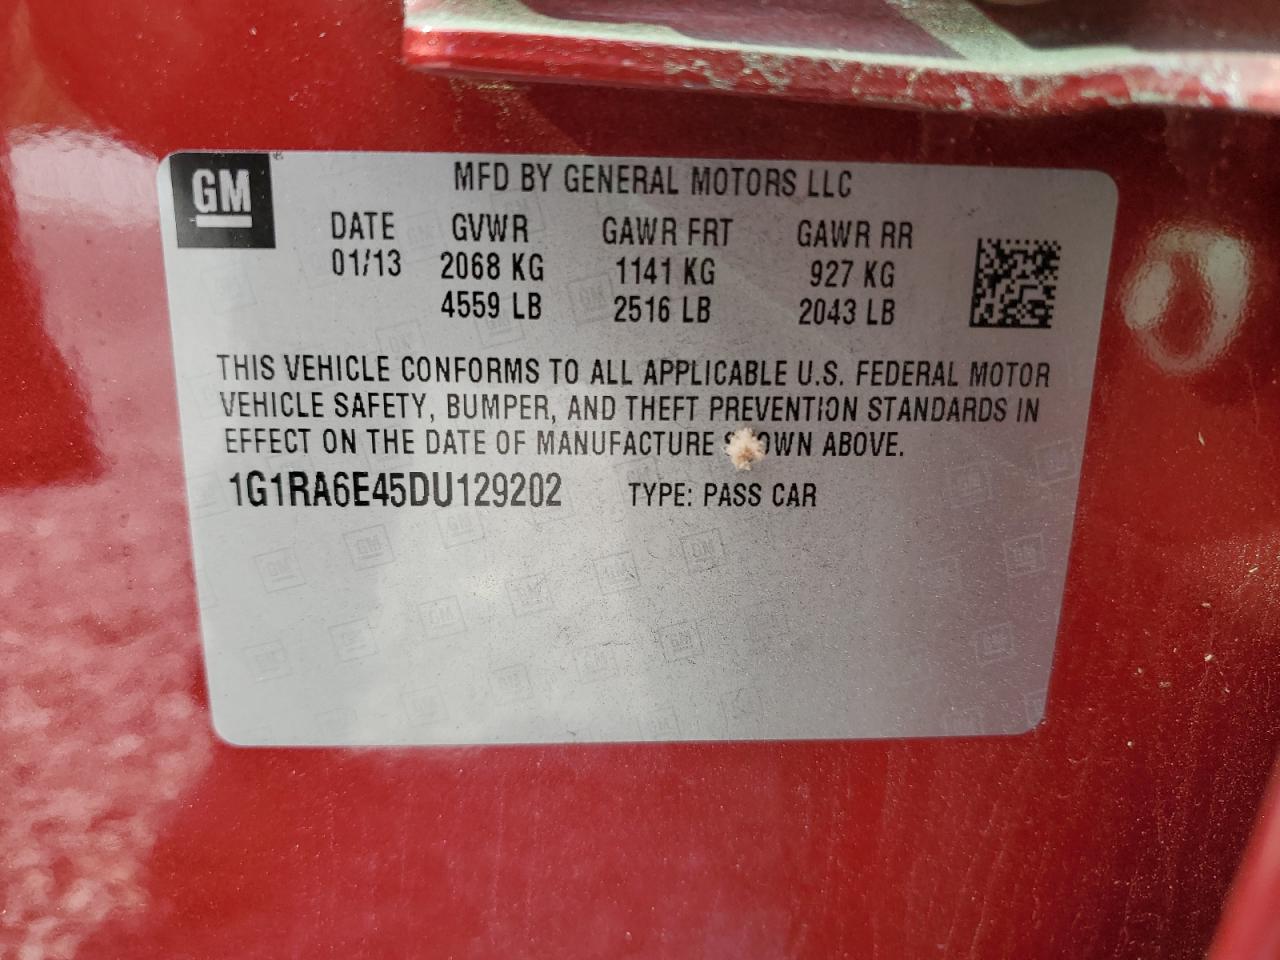 GM
MFD BY GENERAL MOTORS LLC
DATE GVWR GAWR FRT GAWR RR
01/13 2068 KG 1141 KG 927 KG
4559 LB 2516 LB 2043 LB
THIS VEHICLE CONFORMS TO ALL APPLICABLE U.S. FEDERAL MOTOR
VEHICLE SAFETY, BUMPER, AND THEFT PREVENTION STANDARDS IN
EFFECT ON THE DATE OF MANUFACTURE SHOWN ABOVE.
1G1RA6E45DU129202 TYPE: PASS CAR